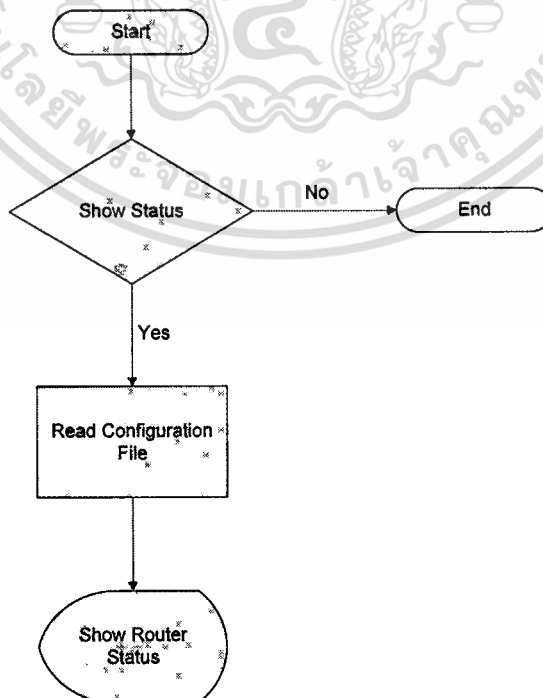 Start
Show Status
No
End
Yes
Read Configuration
File
Show Router
Status